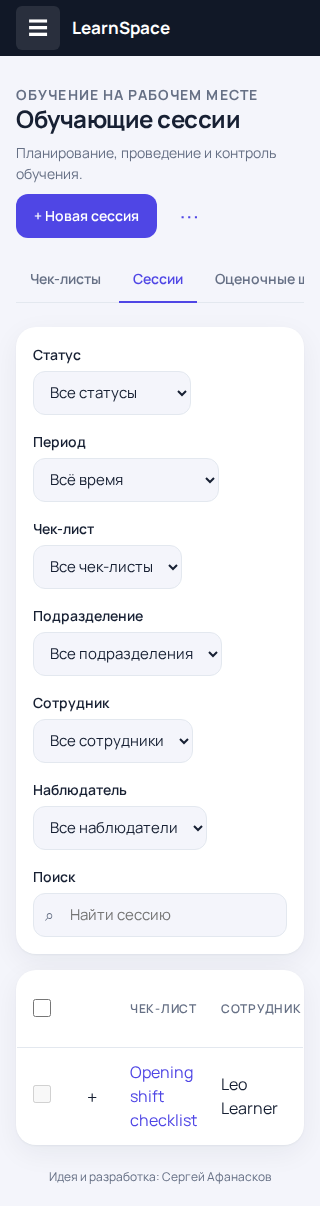 ☰ LearnSpace
ОБУЧЕНИЕ НА РАБОЧЕМ МЕСТЕ
Обучающие сессии
Планирование, проведение и контроль
обучения.
+ Новая сессия ...
Чек-листы Сессии Оценочные ш
Статус
Все статусы
Период
Всё время
Чек-лист
Все чек-листы
Подразделение
Все подразделения
Сотрудник
Все сотрудники
Наблюдатель
Все наблюдатели
Поиск
Найти сессию
ЧЕК-ЛИСТ СОТРУДНИК
+
Opening
shift
checklist
Leo
Learner
Идея и разработка: Сергей Афанасков